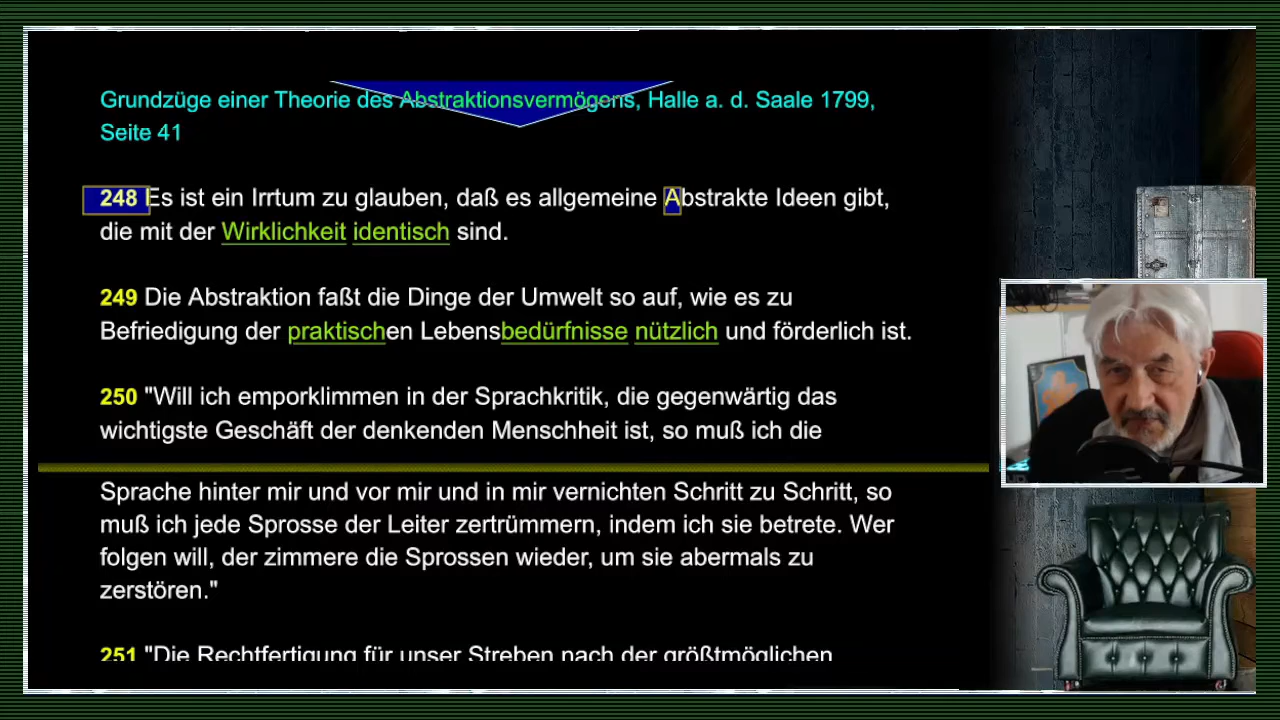 Grundzüge einer Theorie des Abstraktionsvermögens, Halle a. d. Saale 1799,
Seite 41
248 Es ist ein Irrtum zu glauben, daß es allgemeine Abstrakte Ideen gibt,
die mit der Wirklichkeit identisch sind.
249 Die Abstraktion faßt die Dinge der Umwelt so auf, wie es zu
Befriedigung der praktischen Lebensbedürfnisse nützlich und förderlich ist.
250 "Will ich emporklimmen in der Sprachkritik, die gegenwärtig das
wichtigste Geschäft der denkenden Menschheit ist, so muß ich die
Sprache hinter mir und vor mir und in mir vernichten Schritt zu Schritt, so
muß ich jede Sprosse der Leiter zertrümmern, indem ich sie betrete. Wer
folgen will, der zimmere die Sprossen wieder, um sie abermals zu
zerstören."
251 "Die Rechtfertigung für unser Streben nach der größtmöglichen